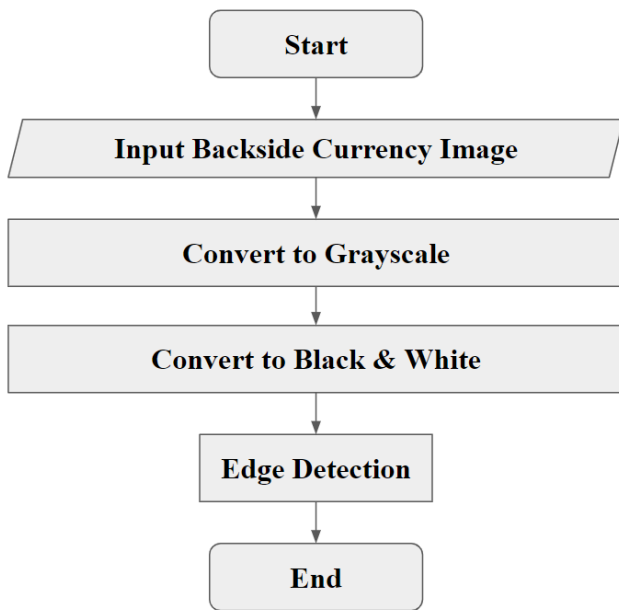 Start
Input Backside Currency Image
Convert to Grayscale
Convert to Black & White
Edge Detection
End